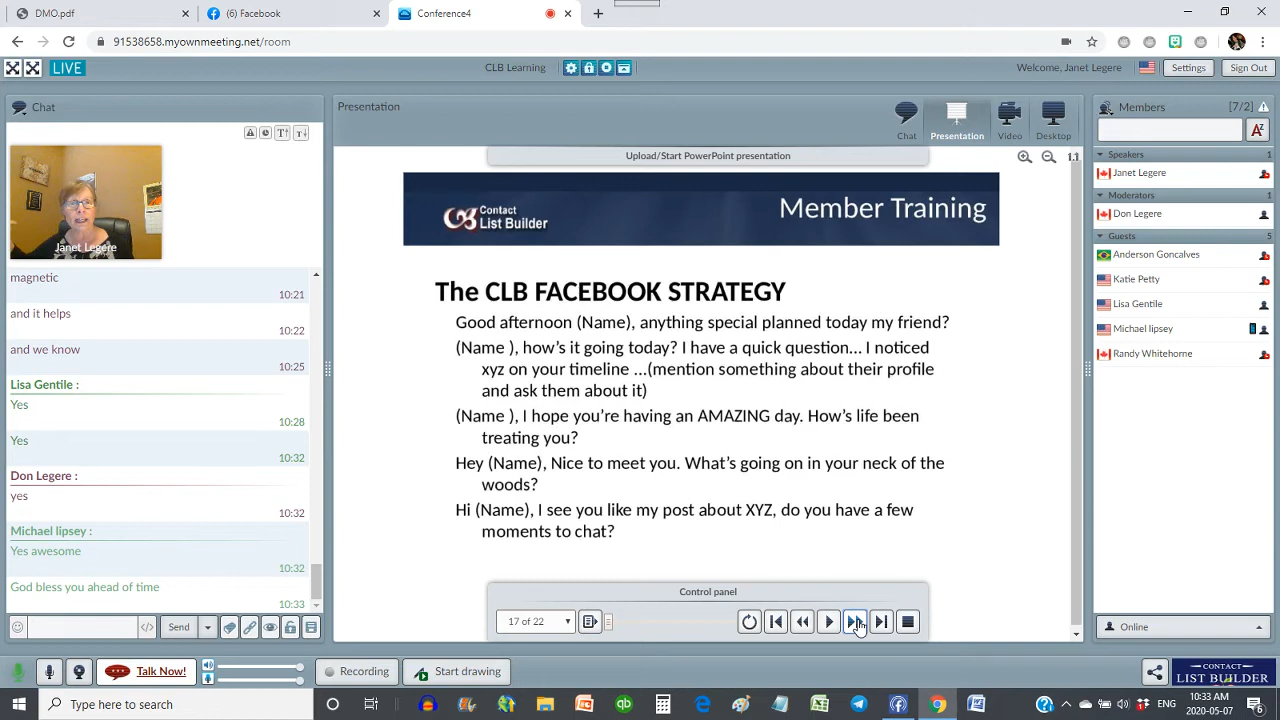 DMO.pdf
(6) Facebook
Conference4
91538658.myownmeeting.net/room
LIVE
CLB Learning
Welcome, Janet Legere
Settings
Sign Out
Chat
Janet Legere
magnetic
10:21
and it helps
10:22
and we know
10:25
Lisa Gentile :
Yes
10:28
Yes
10:32
Don Legere :
yes
10:32
Michael lipsey :
Yes awesome
10:32
God bless you ahead of time
10:33
Send
Presentation
Chat
Presentation
Video
Desktop
Upload/Start PowerPoint presentation
1:1
Contact
List Builder
Member Training
The CLB FACEBOOK STRATEGY
Good afternoon (Name), anything special planned today my friend?
(Name ), how’s it going today? I have a quick question… I noticed
xyz on your timeline …(mention something about their profile
and ask them about it)
(Name ), I hope you’re having an AMAZING day. How’s life been
treating you?
Hey (Name), Nice to meet you. What’s going on in your neck of the
woods?
Hi (Name), I see you like my post about XYZ, do you have a few
moments to chat?
Control panel
17 of 22
Members
[7/2]
Speakers
1
Janet Legere
Moderators
1
Don Legere
Guests
5
Anderson Goncalves
Katie Petty
Lisa Gentile
Michael lipsey
Randy Whitehorne
Online
Talk Now!
Recording
Start drawing
CONTACT
LIST BUILDER
Type here to search
10:33 AM
2020-05-07